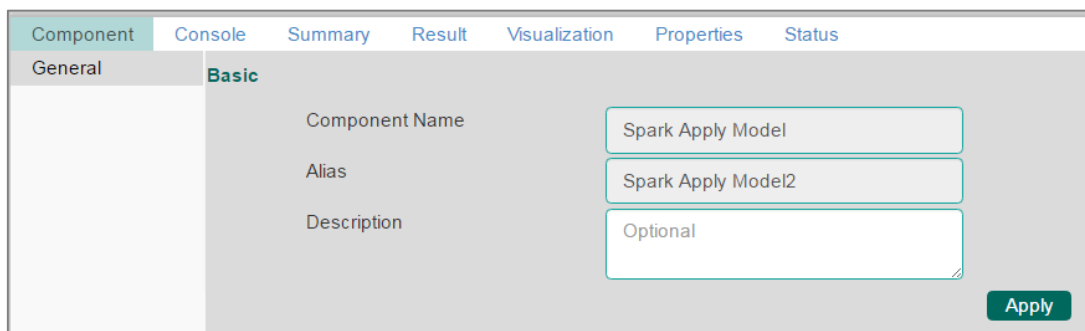 Component Console Summary Result Visualization Properties Status
General
Basic
Component Name Spark Apply Model
Alias Spark Apply Model2
Description Optional
Apply